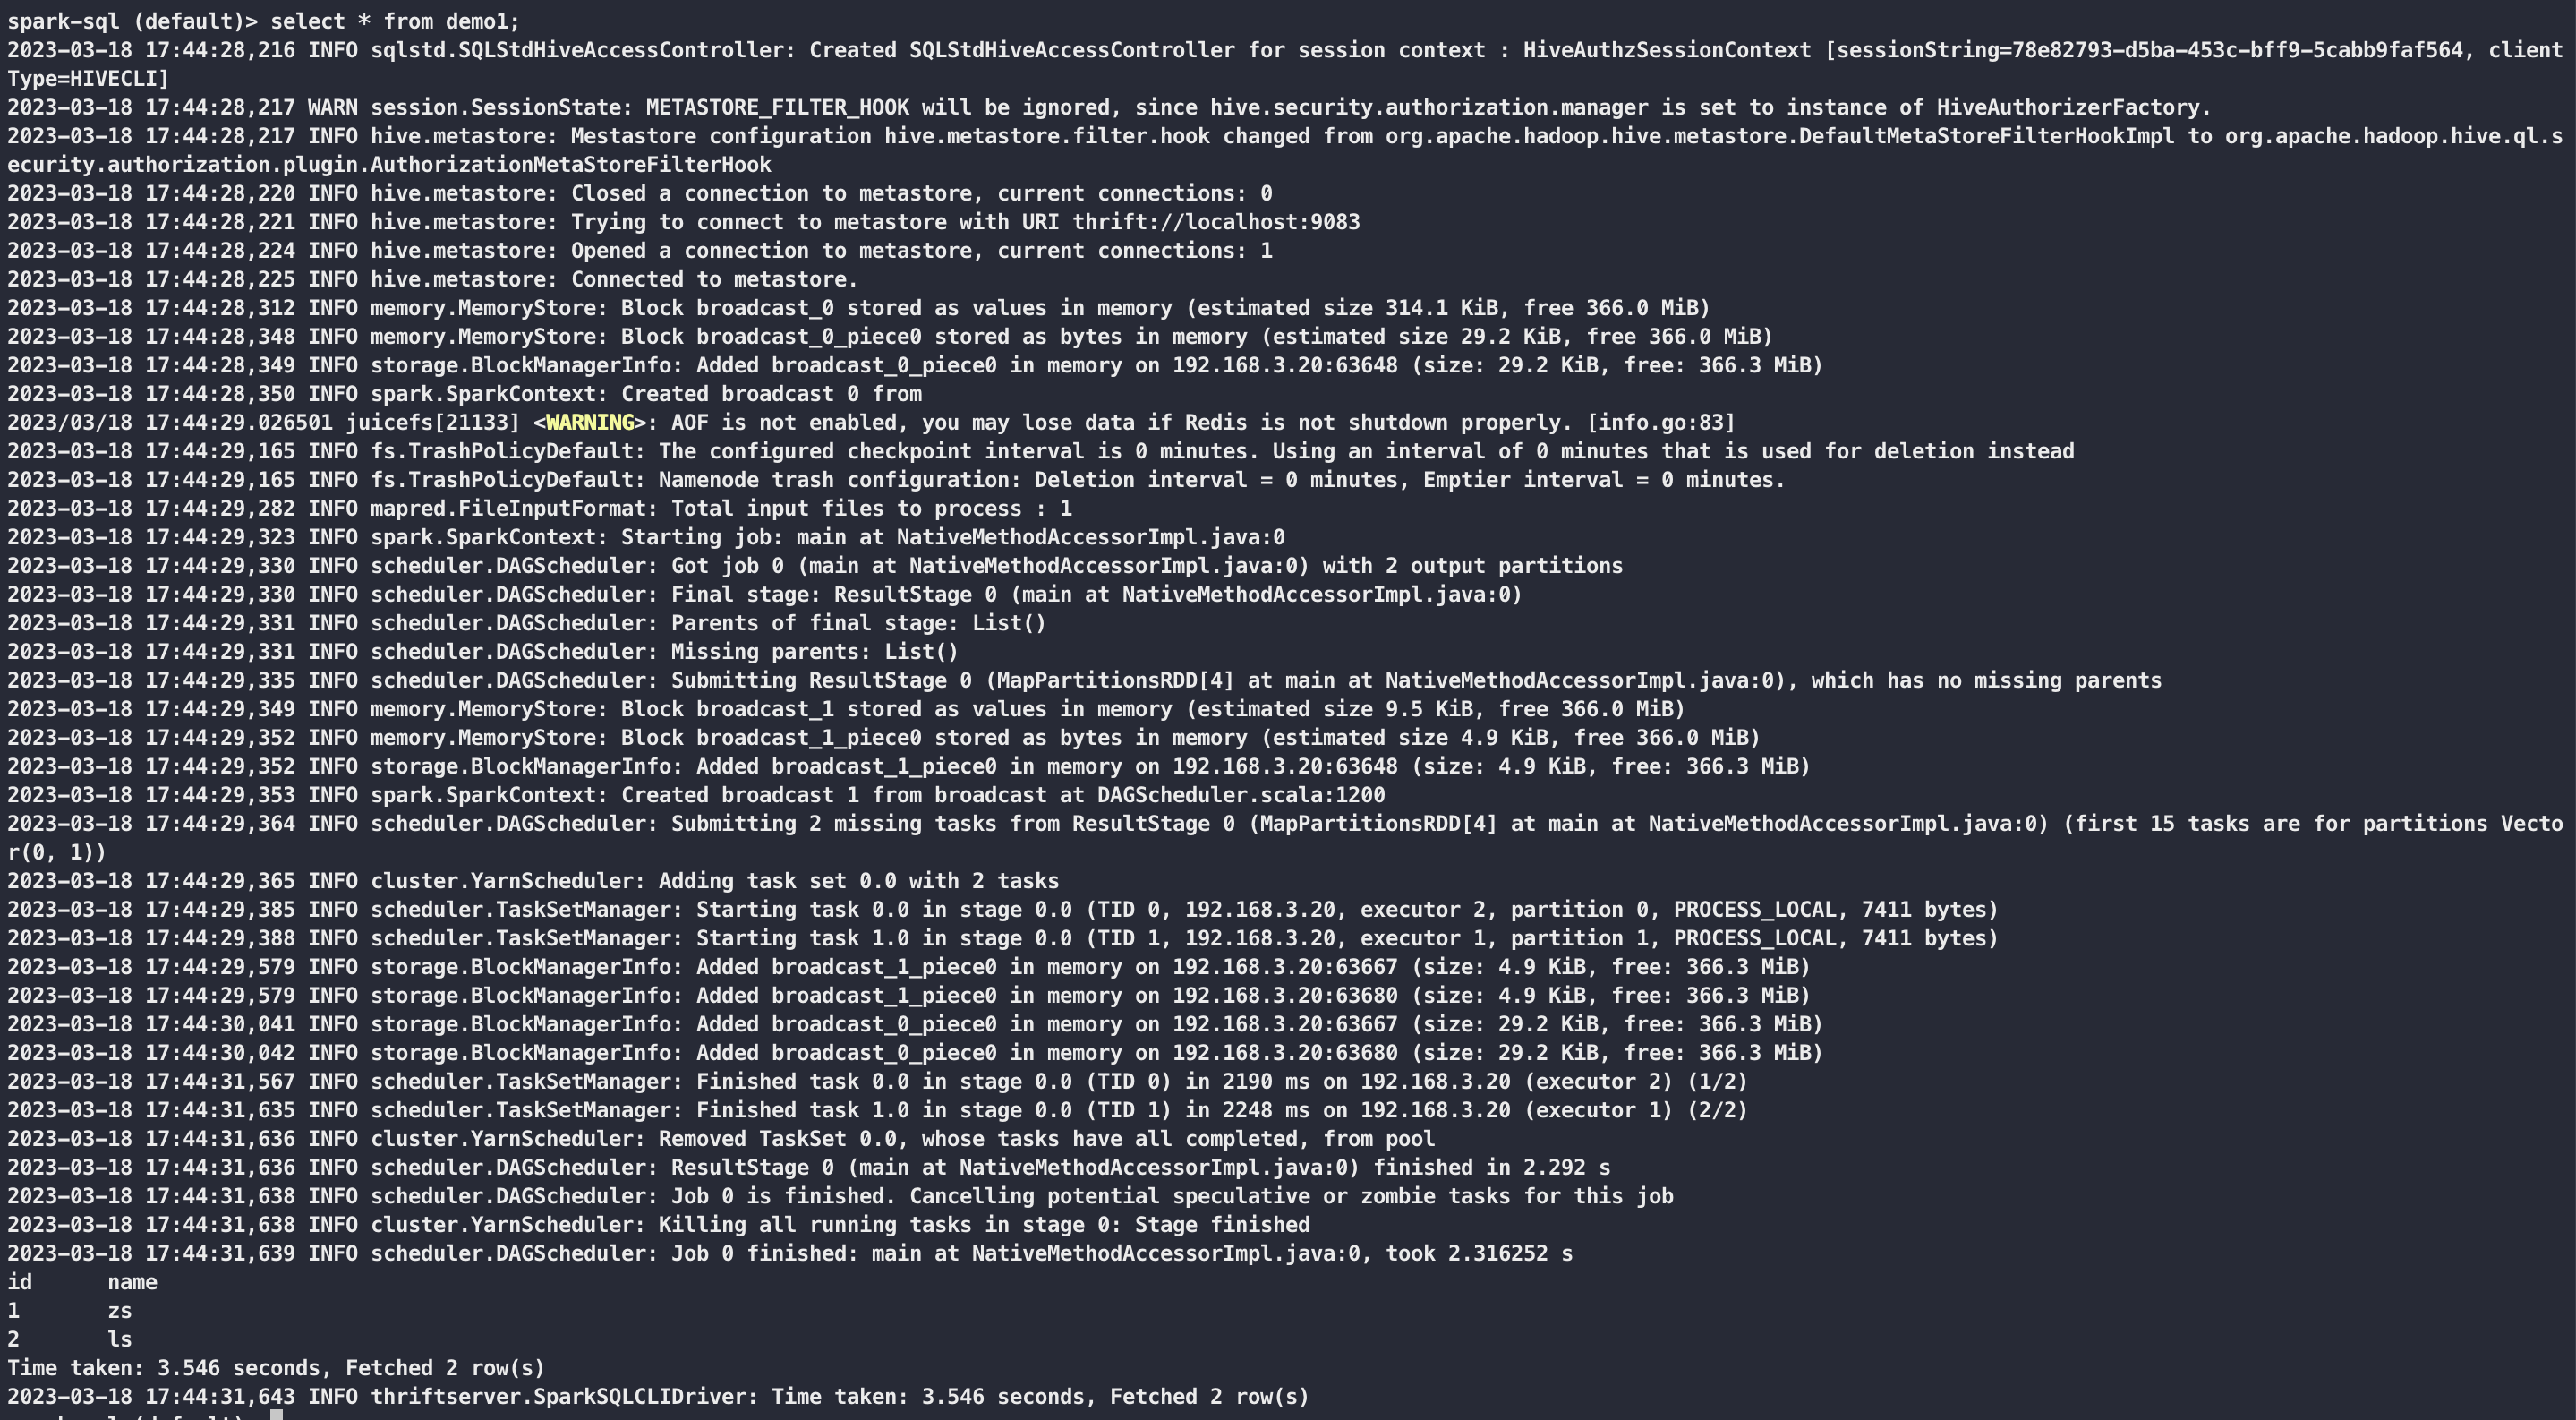 spark-sql (default)> select * from demo1;
2023-03-18 17:44:28,216 INFO sqlstd.SQLStdHiveAccessController: Created SQLStdHiveAccessController for session context : HiveAuthzSessionContext [sessionString=78e82793-d5ba-453c-bff9-5cabb9faf564, client
Type=HIVECLI]
2023-03-18 17:44:28,217 WARN session.SessionState: METASTORE_FILTER_HOOK will be ignored, since hive.security.authorization.manager is set to instance of HiveAuthorizerFactory.
2023-03-18 17:44:28,217 INFO hive.metastore: Mestastore configuration hive.metastore.filter.hook changed from org.apache.hadoop.hive.metastore.DefaultMetaStoreFilterHookImpl to org.apache.hadoop.hive.ql.s
ecurity.authorization.plugin.AuthorizationMetaStoreFilterHook
2023-03-18 17:44:28,220 INFO hive.metastore: Closed a connection to metastore, current connections: 0
2023-03-18 17:44:28,221 INFO hive.metastore: Trying to connect to metastore with URI thrift://localhost:9083
2023-03-18 17:44:28,224 INFO hive.metastore: Opened a connection to metastore, current connections: 1
2023-03-18 17:44:28,225 INFO hive.metastore: Connected to metastore.
2023-03-18 17:44:28,312 INFO memory.MemoryStore: Block broadcast_0 stored as values in memory (estimated size 314.1 KiB, free 366.0 MiB)
2023-03-18 17:44:28,348 INFO memory.MemoryStore: Block broadcast_0_piece0 stored as bytes in memory (estimated size 29.2 KiB, free 366.0 MiB)
2023-03-18 17:44:28,349 INFO storage.BlockManagerInfo: Added broadcast_0_piece0 in memory on 192.168.3.20:63648 (size: 29.2 KiB, free: 366.3 MiB)
2023-03-18 17:44:28,350 INFO spark.SparkContext: Created broadcast 0 from
2023/03/18 17:44:29.026501 juicefs[21133] <WARNING>: AOF is not enabled, you may lose data if Redis is not shutdown properly. [info.go:83]
2023-03-18 17:44:29,165 INFO fs.TrashPolicyDefault: The configured checkpoint interval is 0 minutes. Using an interval of 0 minutes that is used for deletion instead
2023-03-18 17:44:29,165 INFO fs.TrashPolicyDefault: Namenode trash configuration: Deletion interval = 0 minutes, Emptier interval = 0 minutes.
2023-03-18 17:44:29,282 INFO mapred.FileInputFormat: Total input files to process : 1
2023-03-18 17:44:29,323 INFO spark.SparkContext: Starting job: main at NativeMethodAccessorImpl.java:0
2023-03-18 17:44:29,330 INFO scheduler.DAGScheduler: Got job 0 (main at NativeMethodAccessorImpl.java:0) with 2 output partitions
2023-03-18 17:44:29,330 INFO scheduler.DAGScheduler: Final stage: ResultStage 0 (main at NativeMethodAccessorImpl.java:0)
2023-03-18 17:44:29,331 INFO scheduler.DAGScheduler: Parents of final stage: List()
2023-03-18 17:44:29,331 INFO scheduler.DAGScheduler: Missing parents: List()
2023-03-18 17:44:29,335 INFO scheduler.DAGScheduler: Submitting ResultStage 0 (MapPartitionsRDD[4] at main at NativeMethodAccessorImpl.java:0), which has no missing parents
2023-03-18 17:44:29,349 INFO memory.MemoryStore: Block broadcast_1 stored as values in memory (estimated size 9.5 KiB, free 366.0 MiB)
2023-03-18 17:44:29,352 INFO memory.MemoryStore: Block broadcast_1_piece0 stored as bytes in memory (estimated size 4.9 KiB, free 366.0 MiB)
2023-03-18 17:44:29,352 INFO storage.BlockManagerInfo: Added broadcast_1_piece0 in memory on 192.168.3.20:63648 (size: 4.9 KiB, free: 366.3 MiB)
2023-03-18 17:44:29,353 INFO spark.SparkContext: Created broadcast 1 from broadcast at DAGScheduler.scala:1200
2023-03-18 17:44:29,364 INFO scheduler.DAGScheduler: Submitting 2 missing tasks from ResultStage 0 (MapPartitionsRDD[4] at main at NativeMethodAccessorImpl.java:0) (first 15 tasks are for partitions Vecto
r(0, 1))
2023-03-18 17:44:29,365 INFO cluster.YarnScheduler: Adding task set 0.0 with 2 tasks
2023-03-18 17:44:29,385 INFO scheduler.TaskSetManager: Starting task 0.0 in stage 0.0 (TID 0, 192.168.3.20, executor 2, partition 0, PROCESS_LOCAL, 7411 bytes)
2023-03-18 17:44:29,388 INFO scheduler.TaskSetManager: Starting task 1.0 in stage 0.0 (TID 1, 192.168.3.20, executor 1, partition 1, PROCESS_LOCAL, 7411 bytes)
2023-03-18 17:44:29,579 INFO storage.BlockManagerInfo: Added broadcast_1_piece0 in memory on 192.168.3.20:63667 (size: 4.9 KiB, free: 366.3 MiB)
2023-03-18 17:44:29,579 INFO storage.BlockManagerInfo: Added broadcast_1_piece0 in memory on 192.168.3.20:63680 (size: 4.9 KiB, free: 366.3 MiB)
2023-03-18 17:44:30,041 INFO storage.BlockManagerInfo: Added broadcast_0_piece0 in memory on 192.168.3.20:63667 (size: 29.2 KiB, free: 366.3 MiB)
2023-03-18 17:44:30,042 INFO storage.BlockManagerInfo: Added broadcast_0_piece0 in memory on 192.168.3.20:63680 (size: 29.2 KiB, free: 366.3 MiB)
2023-03-18 17:44:31,567 INFO scheduler.TaskSetManager: Finished task 0.0 in stage 0.0 (TID 0) in 2190 ms on 192.168.3.20 (executor 2) (1/2)
2023-03-18 17:44:31,635 INFO scheduler.TaskSetManager: Finished task 1.0 in stage 0.0 (TID 1) in 2248 ms on 192.168.3.20 (executor 1) (2/2)
2023-03-18 17:44:31,636 INFO cluster.YarnScheduler: Removed TaskSet 0.0, whose tasks have all completed, from pool
2023-03-18 17:44:31,636 INFO scheduler.DAGScheduler: ResultStage 0 (main at NativeMethodAccessorImpl.java:0) finished in 2.292 s
2023-03-18 17:44:31,638 INFO scheduler.DAGScheduler: Job 0 is finished. Cancelling potential speculative or zombie tasks for this job
2023-03-18 17:44:31,638 INFO cluster.YarnScheduler: Killing all running tasks in stage 0: Stage finished
2023-03-18 17:44:31,639 INFO scheduler.DAGScheduler: Job 0 finished: main at NativeMethodAccessorImpl.java:0, took 2.316252 s
id name
1 zs
2 ls
Time taken: 3.546 seconds, Fetched 2 row(s)
2023-03-18 17:44:31,643 INFO thriftserver.SparkSQLCLIDriver: Time taken: 3.546 seconds, Fetched 2 row(s)